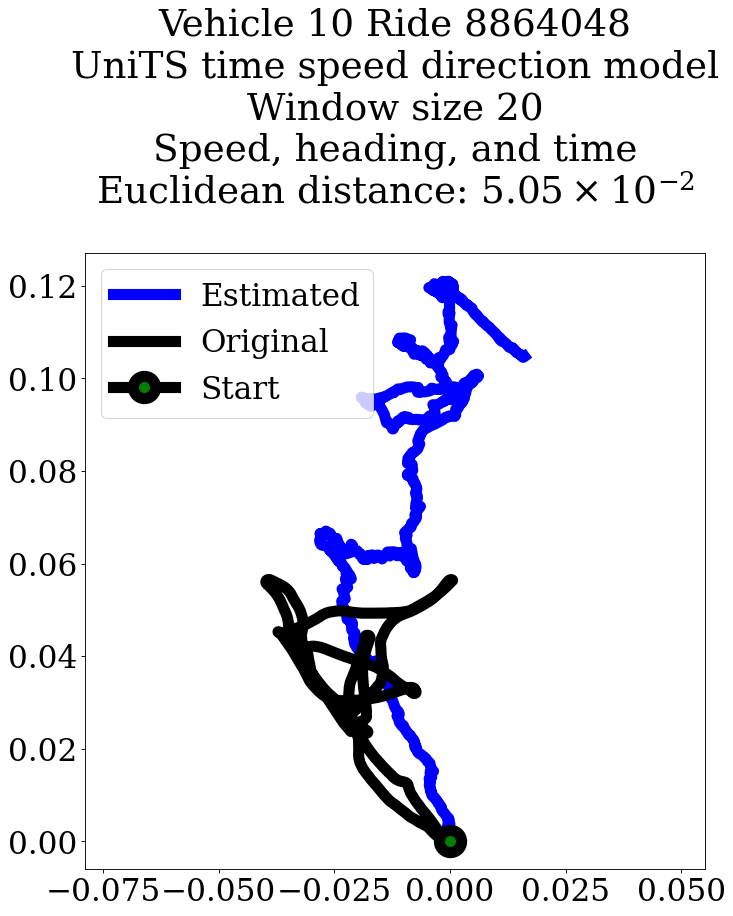 Vehicle 10 Ride 8864048
UniTS time speed direction model
Window size 20
Speed, heading, and time
Euclidean distance: 5.05 × 10⁻²
Estimated
Original
Start
0.12
0.10
0.08
0.06
0.04
0.02
0.00
−0.075 −0.050 −0.025 0.000 0.025 0.050